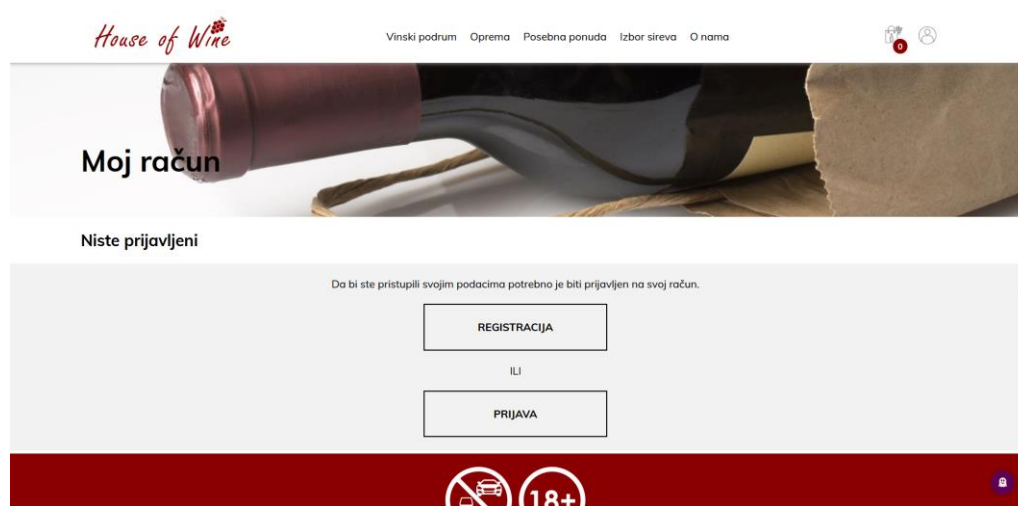 House of Wine
Vinski podrum Oprema Posebna ponuda Izbor sireva O nama
0
Moj račun
Niste prijavljeni
Da bi ste pristupili svojim podacima potrebno je biti prijavljen na svoj račun.
REGISTRACIJA
ILI
PRIJAVA
18+